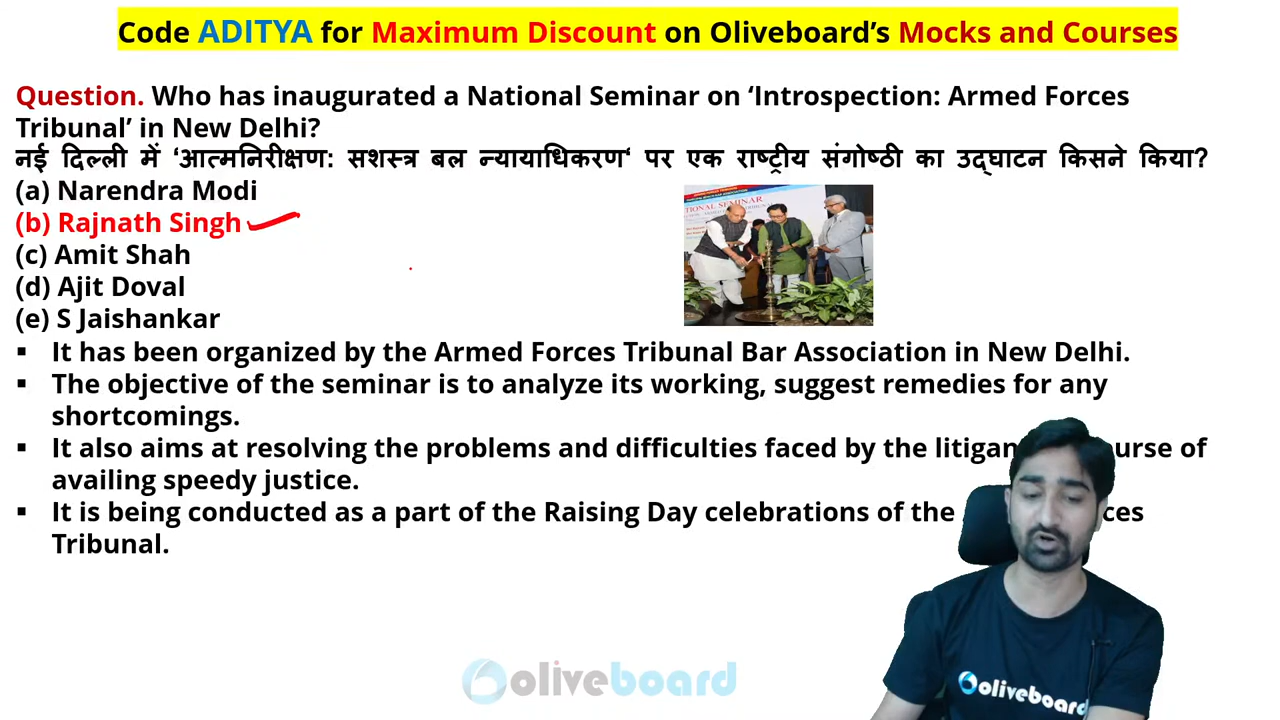 Code ADITYA for Maximum Discount on Oliveboard’s Mocks and Courses
Question. Who has inaugurated a National Seminar on ‘Introspection: Armed Forces
Tribunal’ in New Delhi?
नई दिल्ली में ‘आत्मनिरीक्षण: सशस्त्र बल न्यायाधिकरण‘ पर एक राष्ट्रीय संगोष्ठी का उद्घाटन किसने किया?
(a) Narendra Modi
(b) Rajnath Singh
(c) Amit Shah
(d) Ajit Doval
(e) S Jaishankar
TIONAL SEMINAR
▪ It has been organized by the Armed Forces Tribunal Bar Association in New Delhi.
▪ The objective of the seminar is to analyze its working, suggest remedies for any
shortcomings.
▪ It also aims at resolving the problems and difficulties faced by the litigan urse of
availing speedy justice.
▪ It is being conducted as a part of the Raising Day celebrations of the ces
Tribunal.
oliveboard
oliveboard